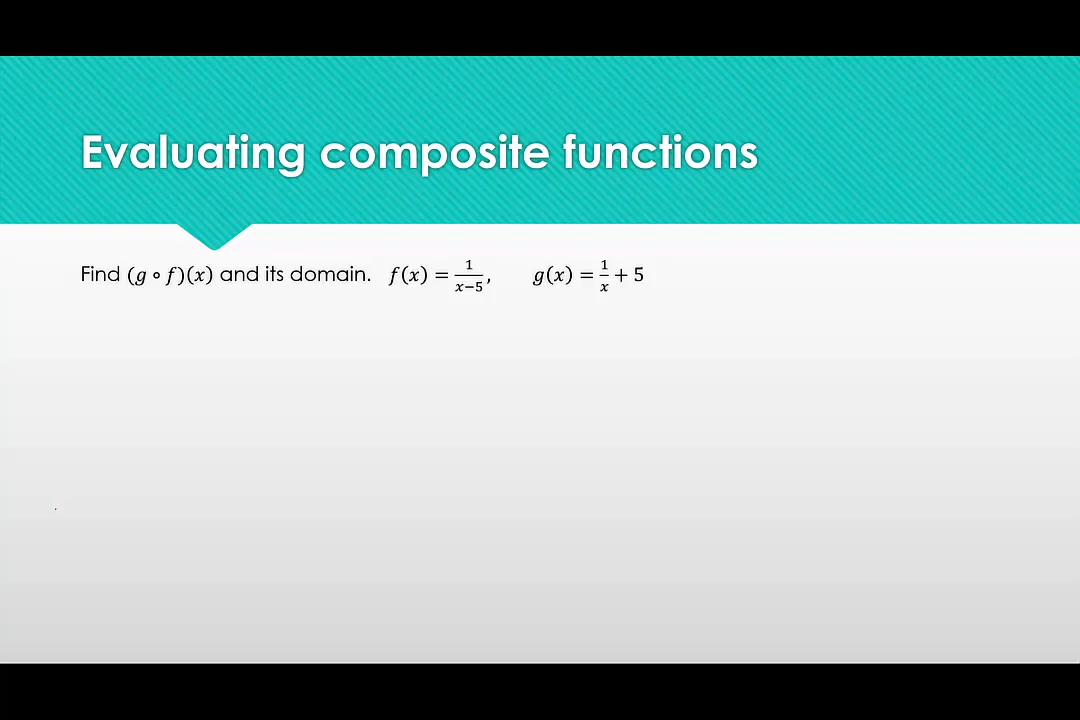 Evaluating composite functions
Find (g ∘ f)(x) and its domain. f(x) = 1/(x−5), g(x) = 1/x + 5